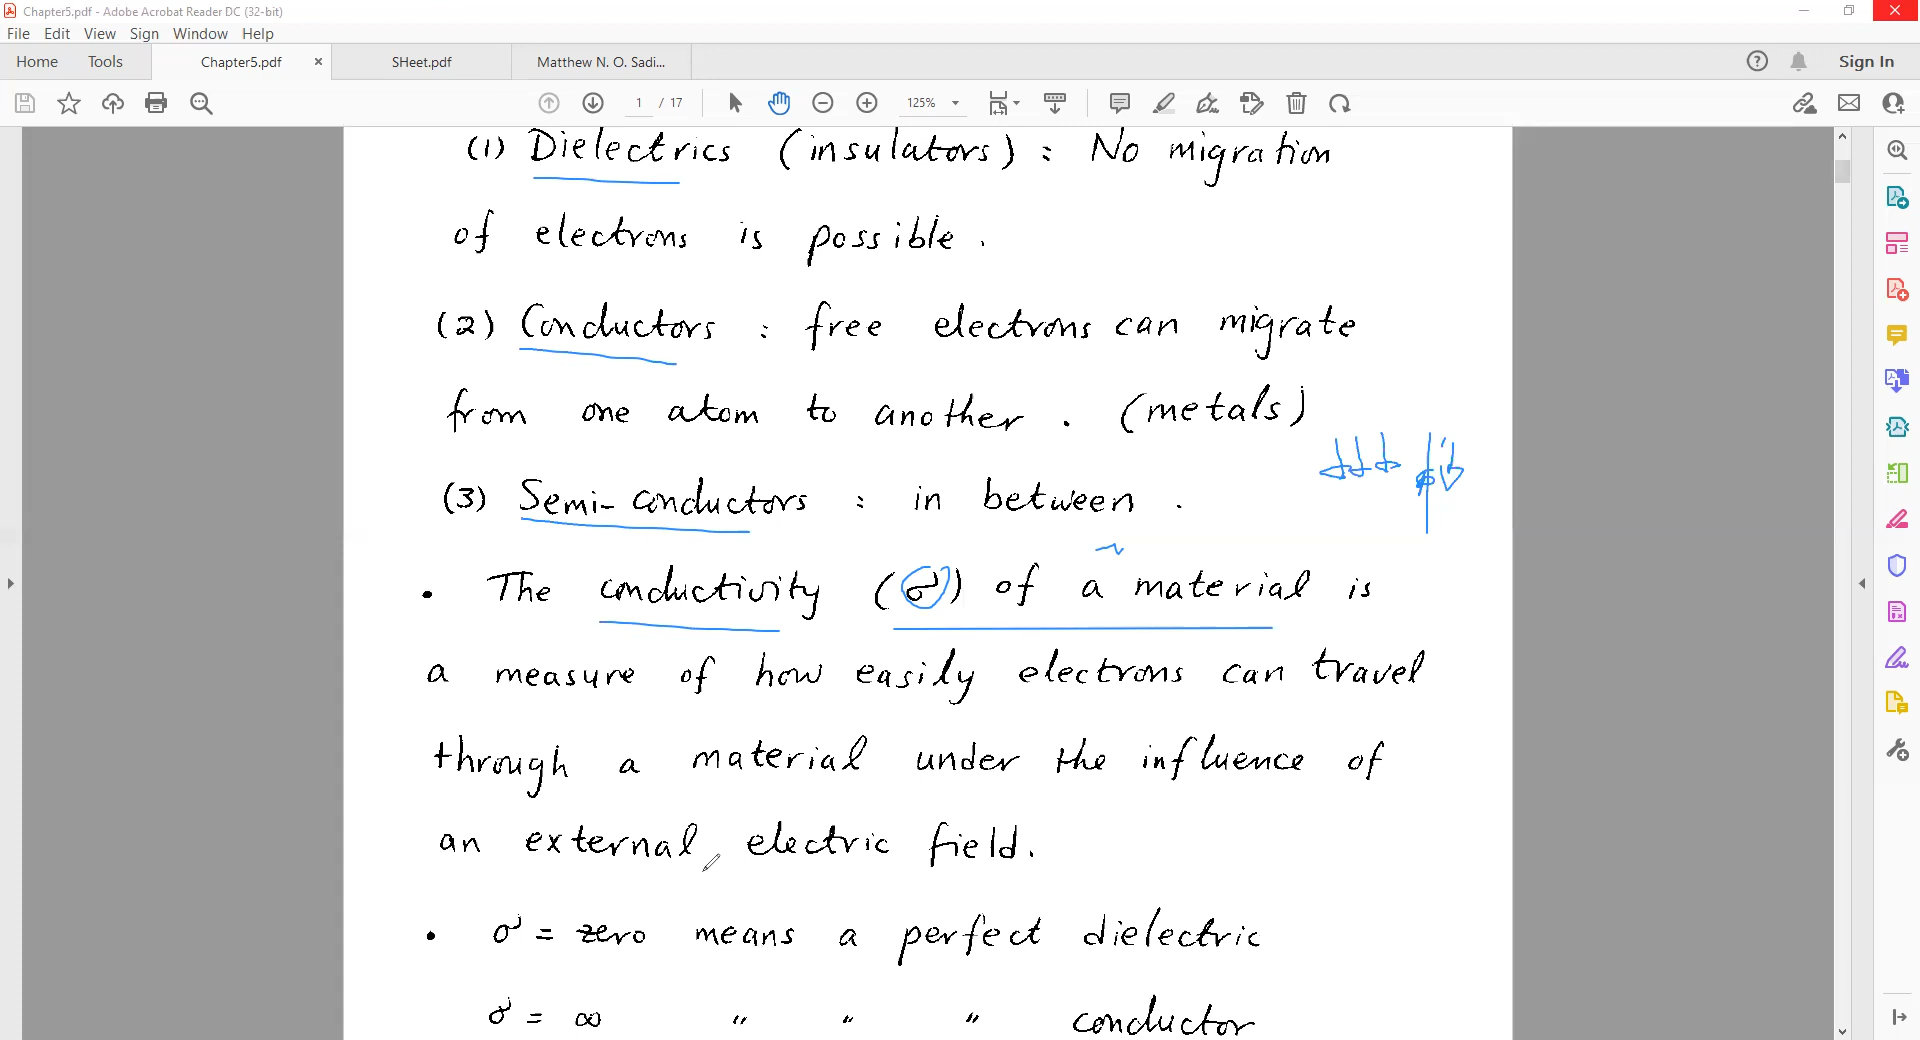 Chapter5.pdf - Adobe Acrobat Reader DC (32-bit)
File Edit View Sign Window Help
Home Tools Chapter5.pdf × SHeet.pdf Matthew N. O. Sadi... Sign In
1 / 17 125%
(1) Dielectrics (insulators) : No migration
of electrons is possible.
(2) Conductors : free electrons can migrate
from one atom to another. (metals)
(3) Semi-conductors : in between.
• The conductivity (σ) of a material is
a measure of how easily electrons can travel
through a material under the influence of
an external electric field.
• σ = zero means a perfect dielectric
σ = ∞ " " " conductor